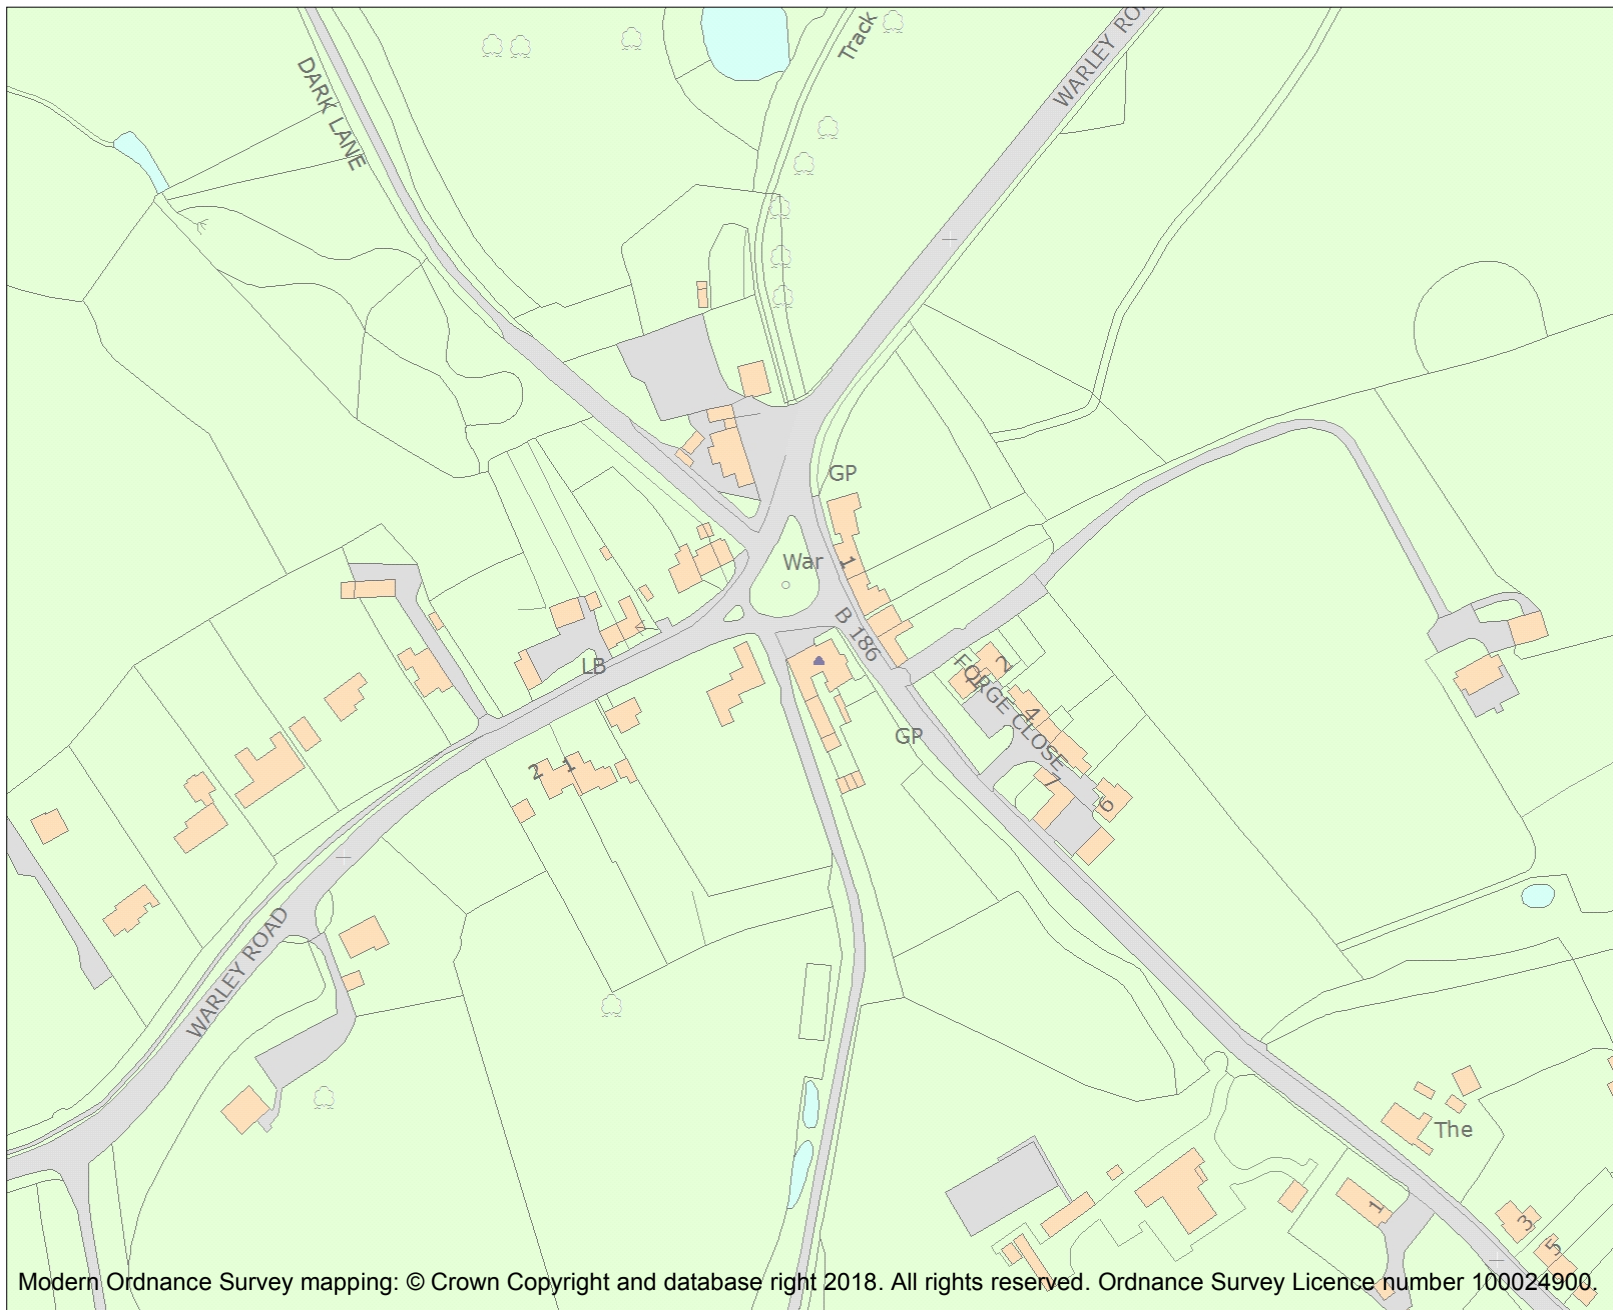 Track
WARLEY RO
DARK LANE
GP
War
1
B 186
LB
2
FORGE CLOSE
4
GP
2
1
7
6
WARLEY ROAD
The
1
3
5
Modern Ordnance Survey mapping: © Crown Copyright and database right 2018. All rights reserved. Ordnance Survey Licence number 100024900.